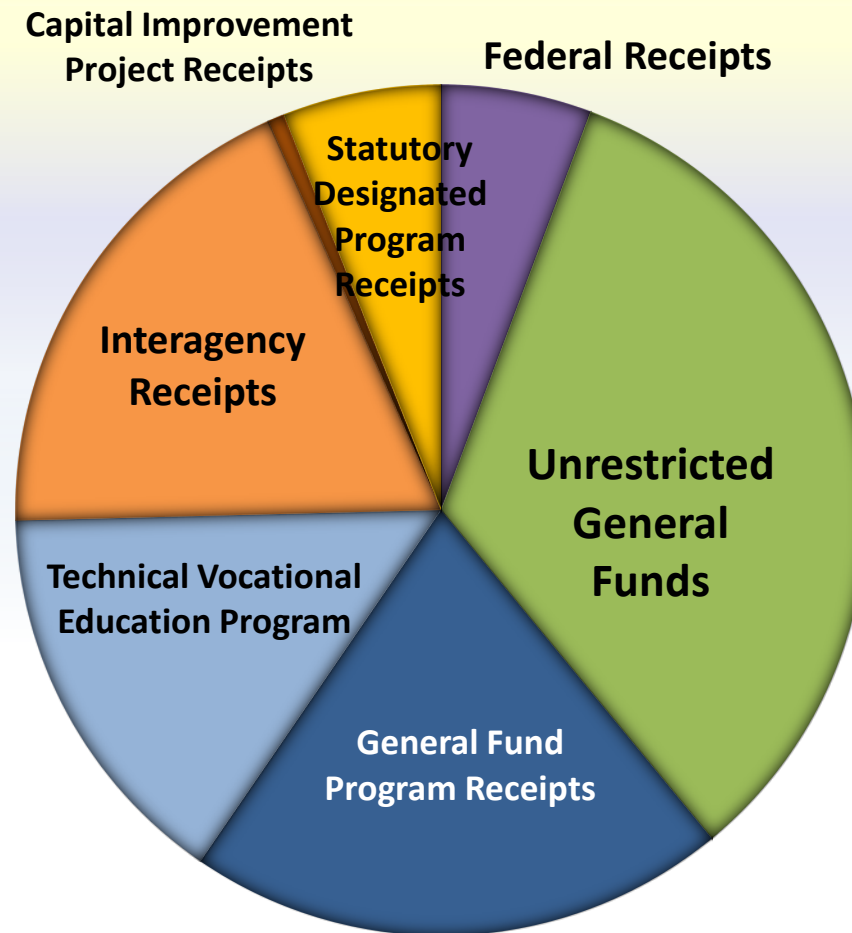 Capital Improvement
Project Receipts
Federal Receipts
Statutory
Designated
Program
Receipts
Interagency
Receipts
Unrestricted
General
Funds
Technical Vocational
Education Program
General Fund
Program Receipts